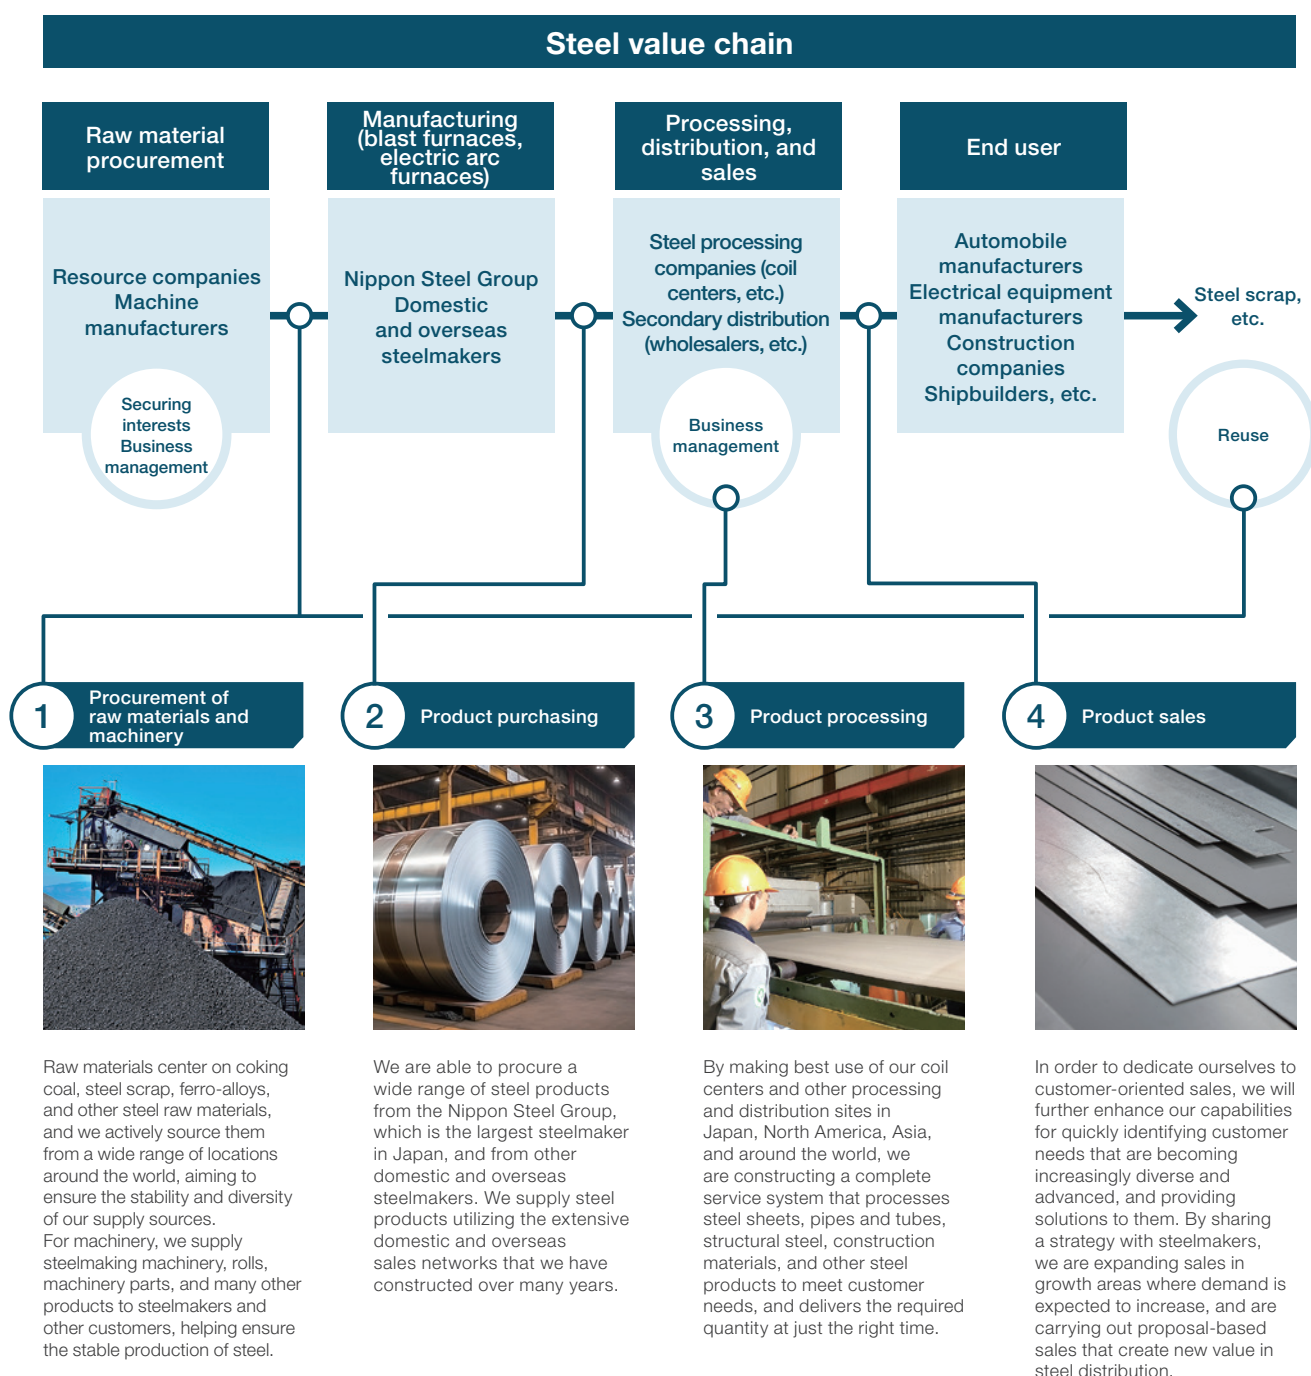 Steel value chain
Raw material
procurement
Manufacturing
(blast furnaces,
electric arc
furnaces)
Processing,
distribution, and
sales
End user
Resource companies
Machine
manufacturers
Securing
interests
Business
management
Nippon Steel Group
Domestic
and overseas
steelmakers
Steel processing
companies (coil
centers, etc.)
Secondary distribution
(wholesalers, etc.)
Business
management
Automobile
manufacturers
Electrical equipment
manufacturers
Construction
companies
Shipbuilders, etc.
Steel scrap,
etc.
Reuse
1
Procurement of
raw materials and
machinery
2
Product purchasing
3
Product processing
4
Product sales
Raw materials center on coking
coal, steel scrap, ferro-alloys,
and other steel raw materials,
and we actively source them
from a wide range of locations
around the world, aiming to
ensure the stability and diversity
of our supply sources.
For machinery, we supply
steelmaking machinery, rolls,
machinery parts, and many other
products to steelmakers and
other customers, helping ensure
the stable production of steel.
We are able to procure a
wide range of steel products
from the Nippon Steel Group,
which is the largest steelmaker
in Japan, and from other
domestic and overseas
steelmakers. We supply steel
products utilizing the extensive
domestic and overseas
sales networks that we have
constructed over many years.
By making best use of our coil
centers and other processing
and distribution sites in
Japan, North America, Asia,
and around the world, we
are constructing a complete
service system that processes
steel sheets, pipes and tubes,
structural steel, construction
materials, and other steel
products to meet customer
needs, and delivers the required
quantity at just the right time.
In order to dedicate ourselves to
customer-oriented sales, we will
further enhance our capabilities
for quickly identifying customer
needs that are becoming
increasingly diverse and
advanced, and providing
solutions to them. By sharing
a strategy with steelmakers,
we are expanding sales in
growth areas where demand is
expected to increase, and are
carrying out proposal-based
sales that create new value in
steel distribution.